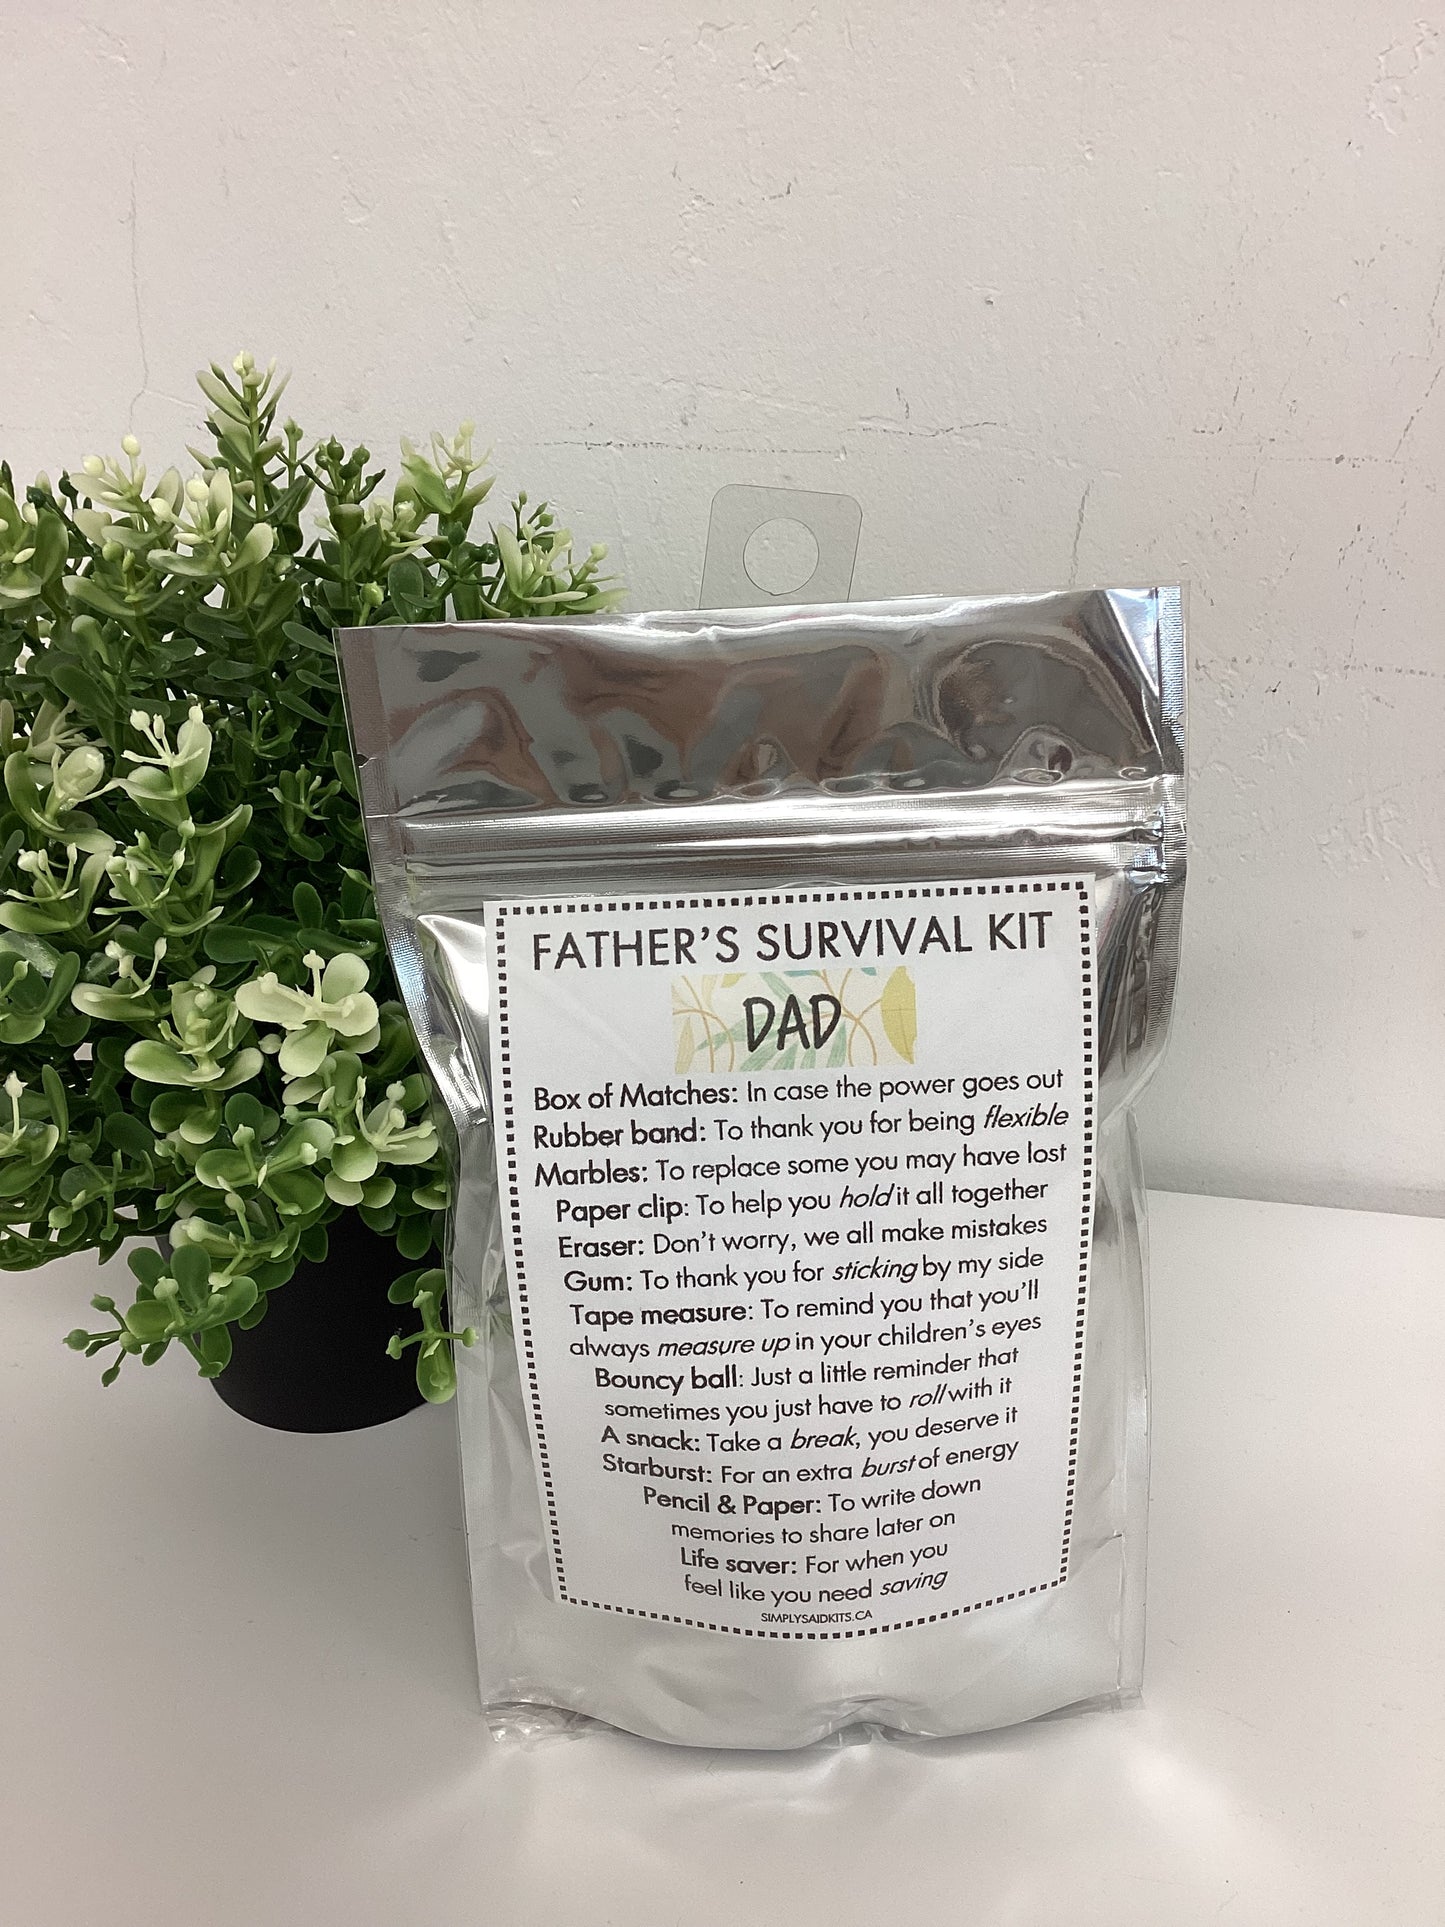 FATHER'S SURVIVAL KIT
DAD
Box of Matches: In case the power goes out
Rubber band: To thank you for being flexible
Marbles: To replace some you may have lost
Paper clip: To help you hold it all together
Eraser: Don't worry, we all make mistakes
Gum: To thank you for sticking by my side
Tape measure: To remind you that you'll
always measure up in your children's eyes
Bouncy ball: Just a little reminder that
sometimes you just have to roll with it
A snack: Take a break, you deserve it
Starburst: For an extra burst of energy
Pencil & Paper: To write down
memories to share later on
Life saver: For when you
feel like you need saving
SIMPLYSAIDKITS.CA